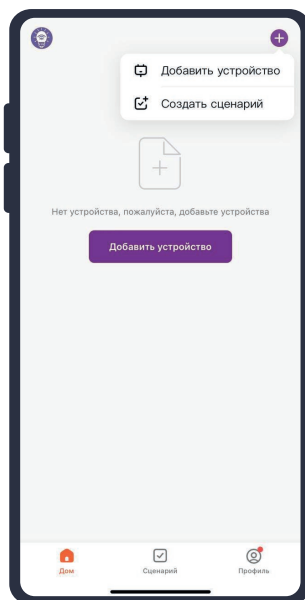 Добавить устройство
Создать сценарий
Нет устройства, пожалуйста, добавьте устройства
Добавить устройство
Дом
Сценарий
Профиль